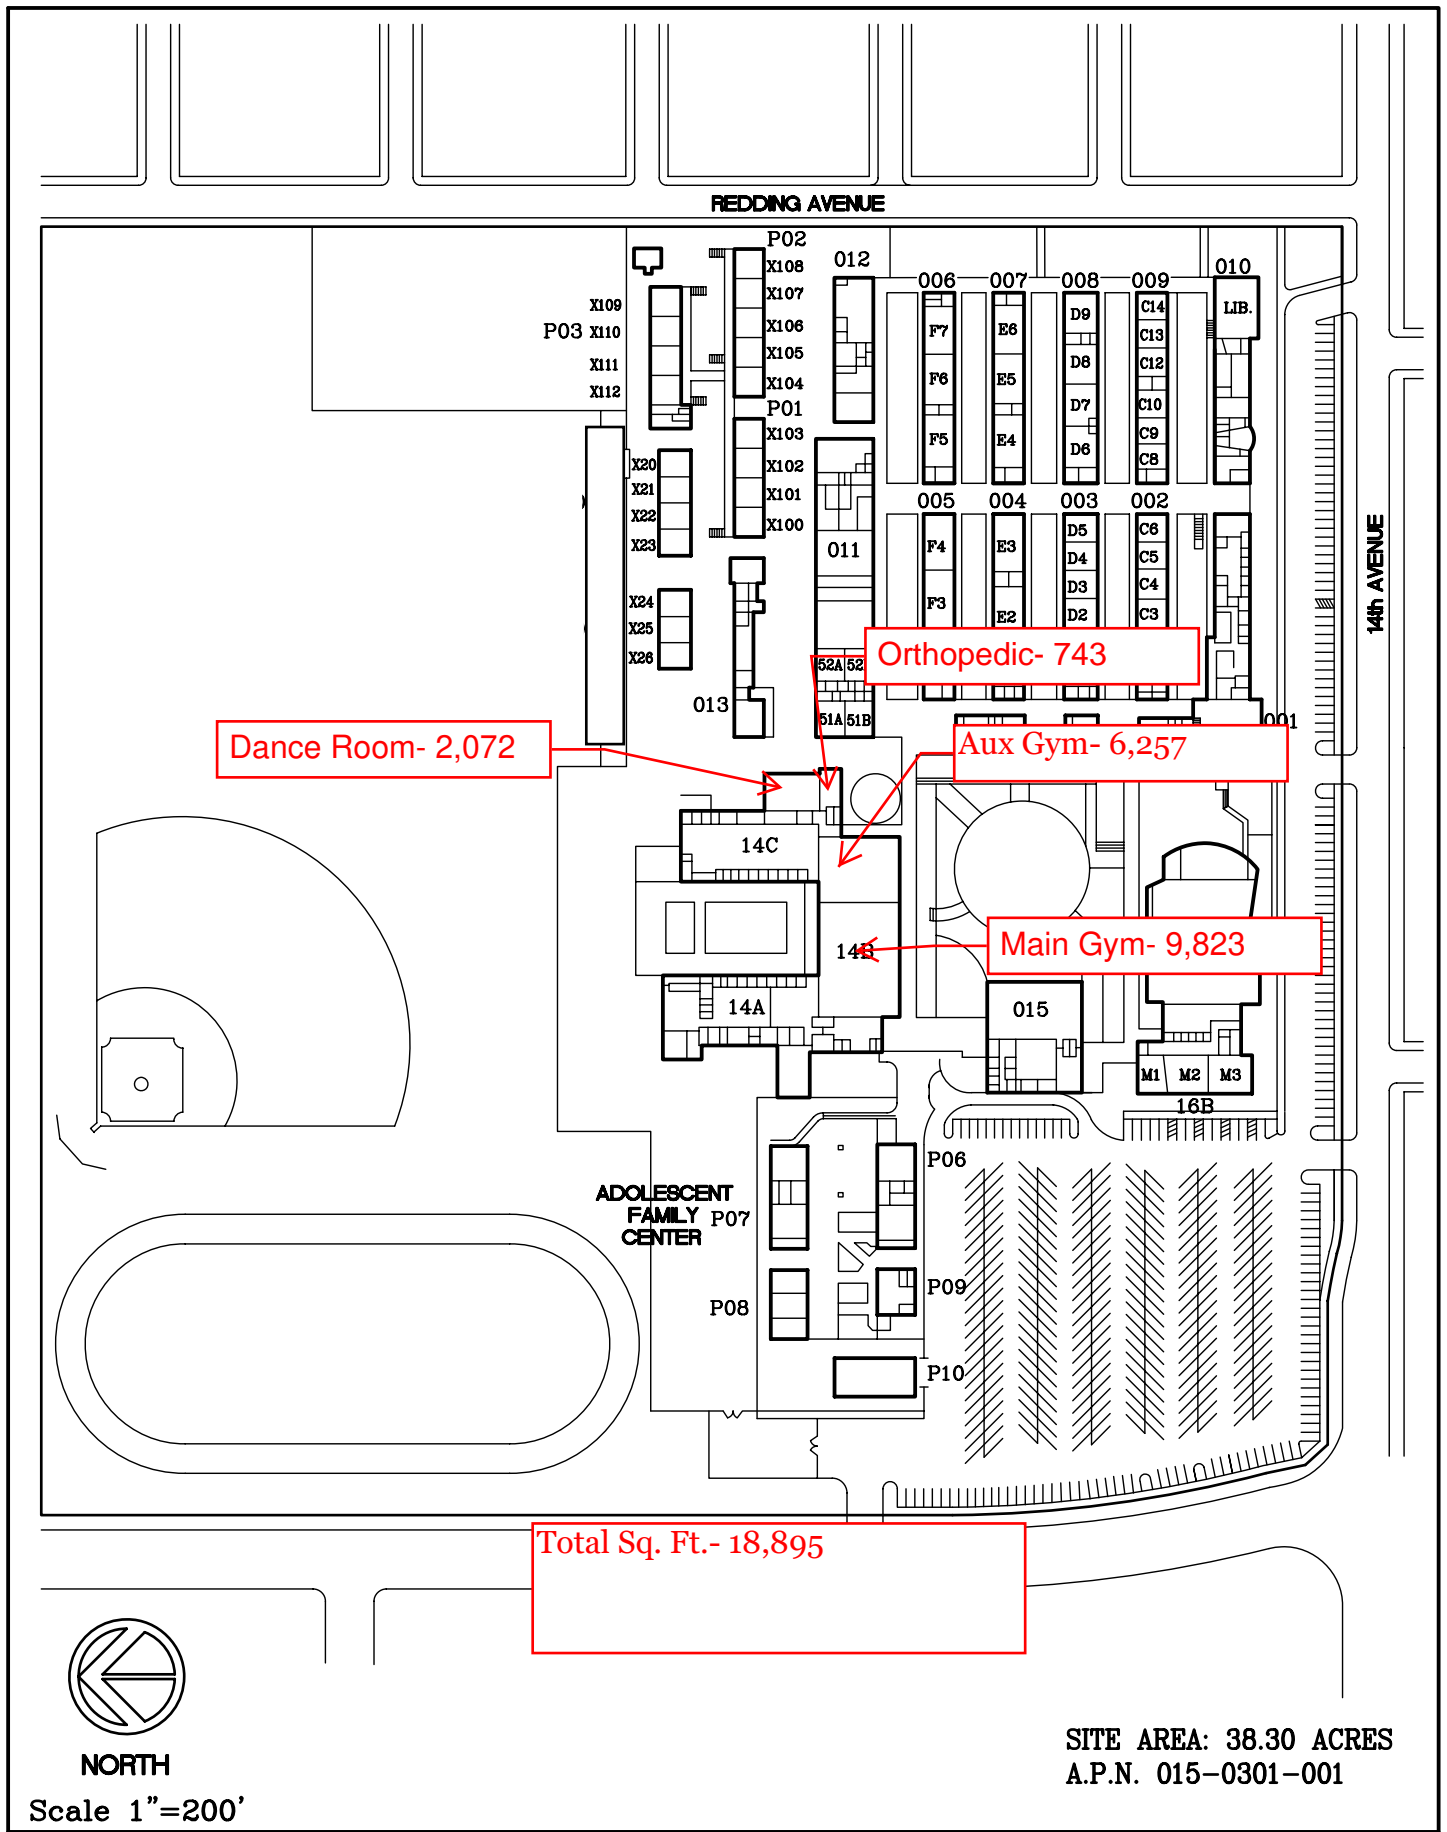 REDDING AVENUE
P02
X108
X107
X106
X105
X104
P01
X103
X102
X101
X100
X109
P03 X110
X111
X112
X20
X21
X22
X23
X24
X25
X26
012
006
007
008
009
010
F7
F6
F5
E6
E5
E4
D9
D8
D7
D6
C14
C13
C12
C10
C9
C8
LIB.
005
004
003
002
F4
F3
E3
E2
D5
D4
D3
D2
C6
C5
C4
C3
011
52A 52
51A 51B
013
001
14th AVENUE
Orthopedic- 743
Dance Room- 2,072
Aux Gym- 6,257
14C
Main Gym- 9,823
14B
14A
015
M1 M2 M3
16B
ADOLESCENT
FAMILY
CENTER
P07
P06
P08
P09
P10
Total Sq. Ft.- 18,895
NORTH
Scale 1"=200'
SITE AREA: 38.30 ACRES
A.P.N. 015-0301-001